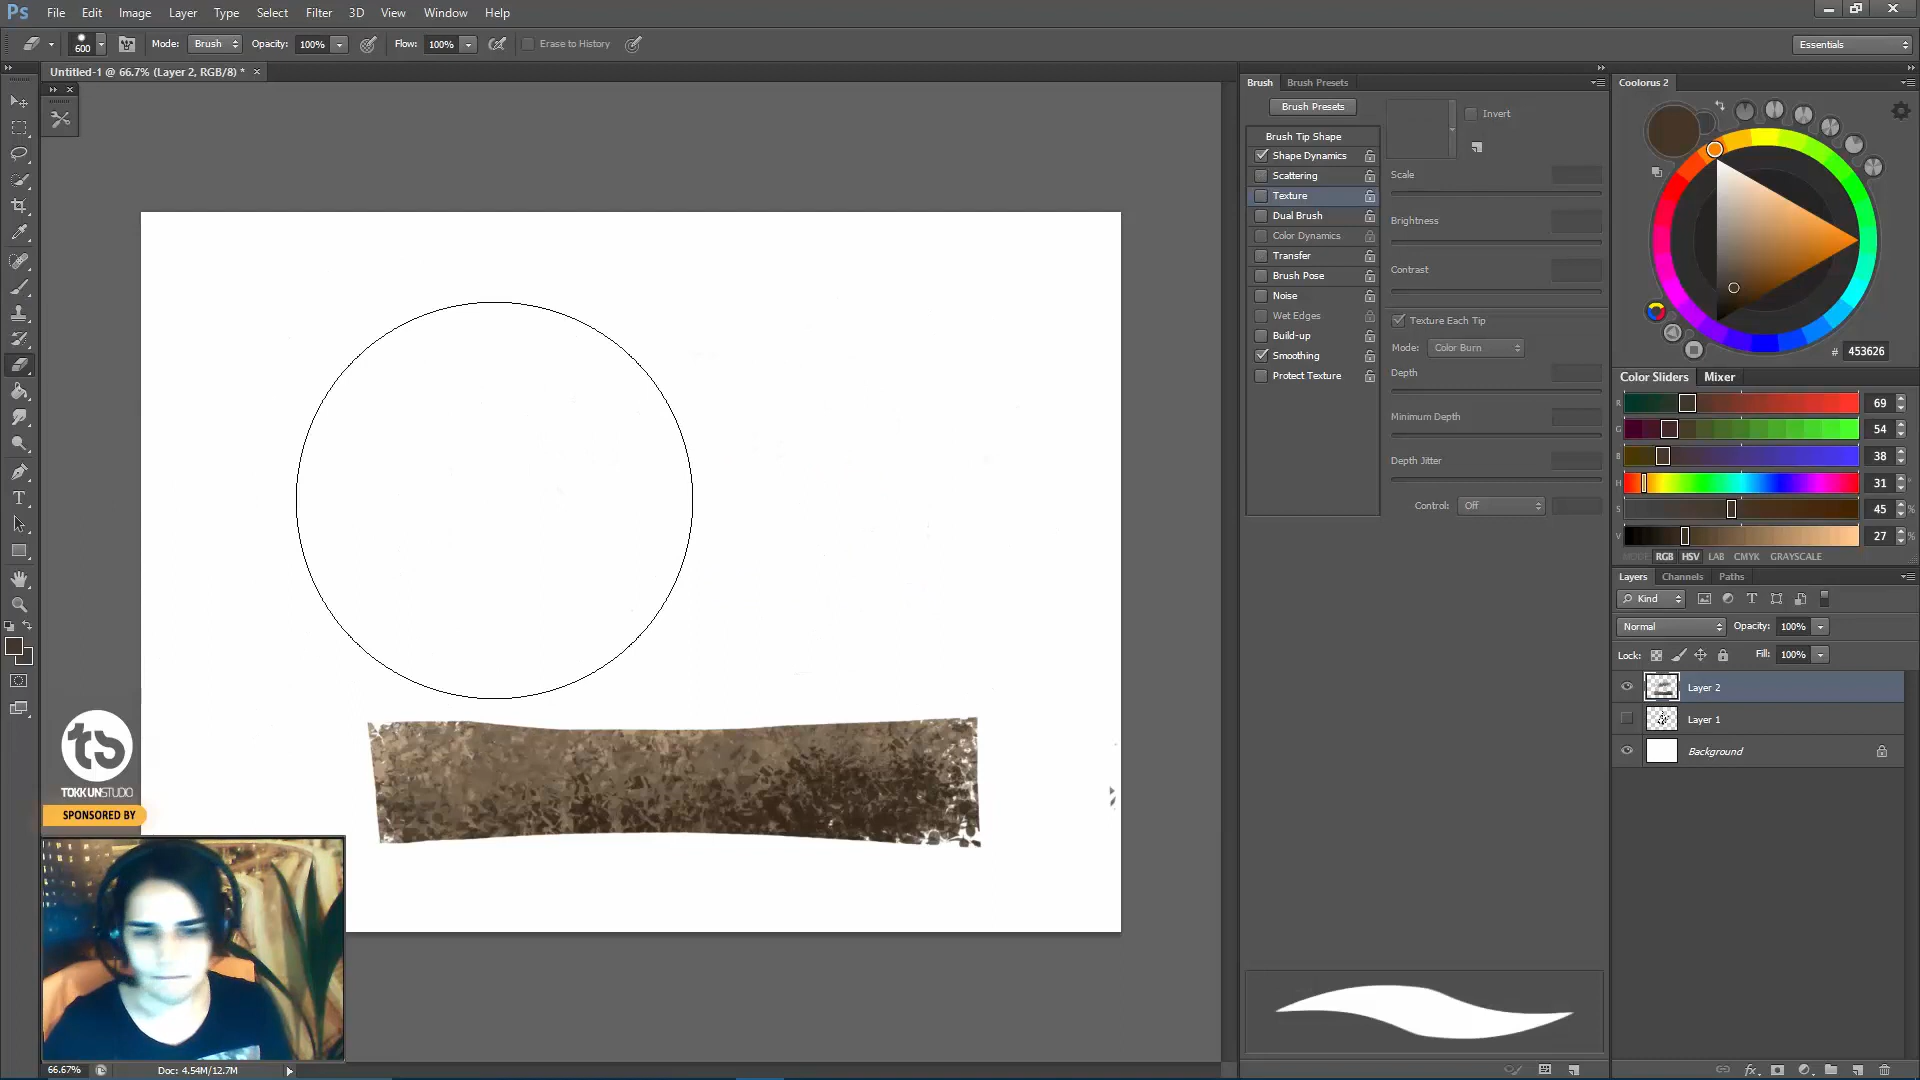 Ps File Edit Image Layer Type Select Filter 3D View Window Help
600 Mode: Brush Opacity: 100% Flow: 100% Erase to History Essentials
Untitled-1 @ 66.7% (Layer 2, RGB/8) *
Brush Brush Presets
Brush Presets
Invert
Brush Tip Shape
Shape Dynamics
Scattering
Texture
Dual Brush
Color Dynamics
Transfer
Brush Pose
Noise
Wet Edges
Build-up
Smoothing
Protect Texture
Scale
Brightness
Contrast
Texture Each Tip
Mode: Color Burn
Depth
Minimum Depth
Depth Jitter
Control: Off
Coolorus 2
# 453626
Color Sliders Mixer
R 69
G 54
B 38
H 31 °
S 45 %
V 27 %
MODE RGB HSV LAB CMYK GRAYSCALE
Layers Channels Paths
Kind
Normal Opacity: 100%
Lock: Fill: 100%
Layer 2
Layer 1
Background
ts
TOKKUNSTUDIO
SPONSORED BY
66.67% Doc: 4.54M/12.7M